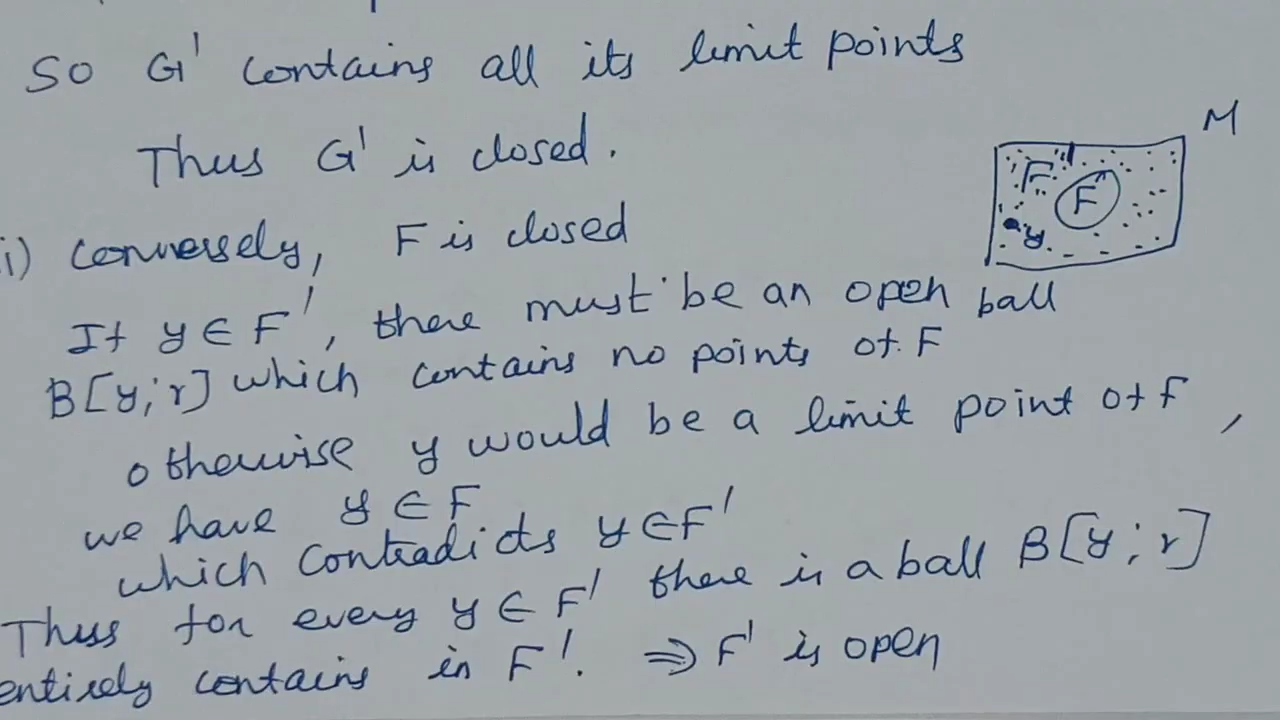 So G' contains all its limit points
Thus G' is closed.
i) Conversely, F is closed
M
F'
F
y
If y ∈ F', there must be an open ball
B[y; r] which contains no points of F
otherwise y would be a limit point of F,
we have y ∈ F
which contradicts y ∈ F'
Thus for every y ∈ F' there is a ball B[y; r]
entirely contains in F'. ⇒ F' is open